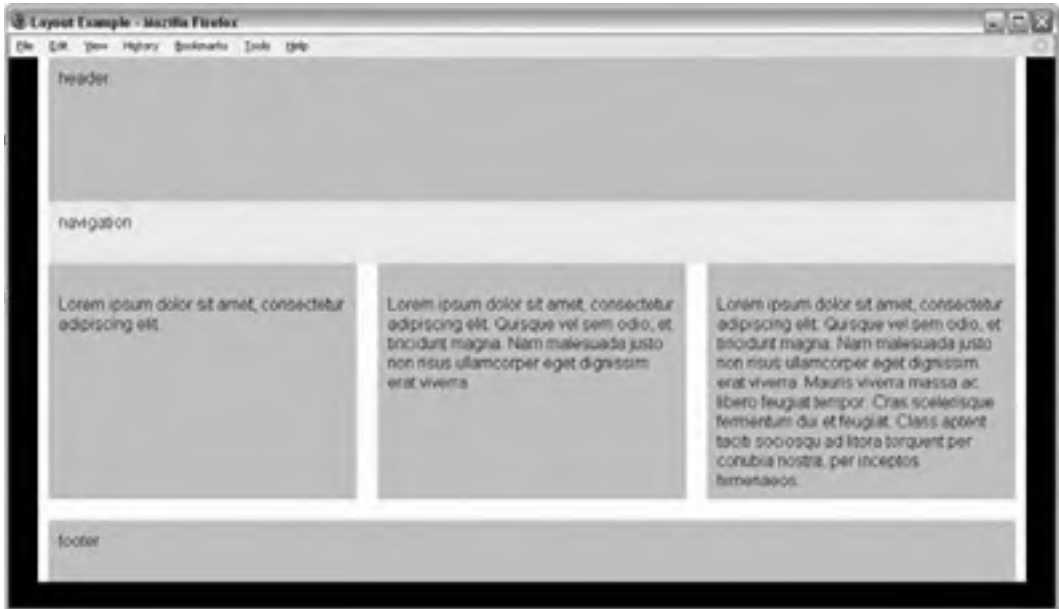 Layout Example - Mozilla Firefox
File Edit View History Bookmarks Tools Help
header
navigation
Lorem ipsum dolor sit amet, consectetur
adipiscing elit.
Lorem ipsum dolor sit amet, consectetur
adipiscing elit. Quisque vel sem odio, et
tincidunt magna. Nam malesuada justo
non risus ullamcorper eget dignissim
erat viverra
Lorem ipsum dolor sit amet, consectetur
adipiscing elit. Quisque vel sem odio, et
tincidunt magna. Nam malesuada justo
non risus ullamcorper eget dignissim
erat viverra. Mauris viverra massa ac
libero feugiat tempor. Cras scelerisque
fermentum dui et feugiat. Class aptent
taciti sociosqu ad litora torquent per
conubia nostra, per inceptos
himenaeos.
footer